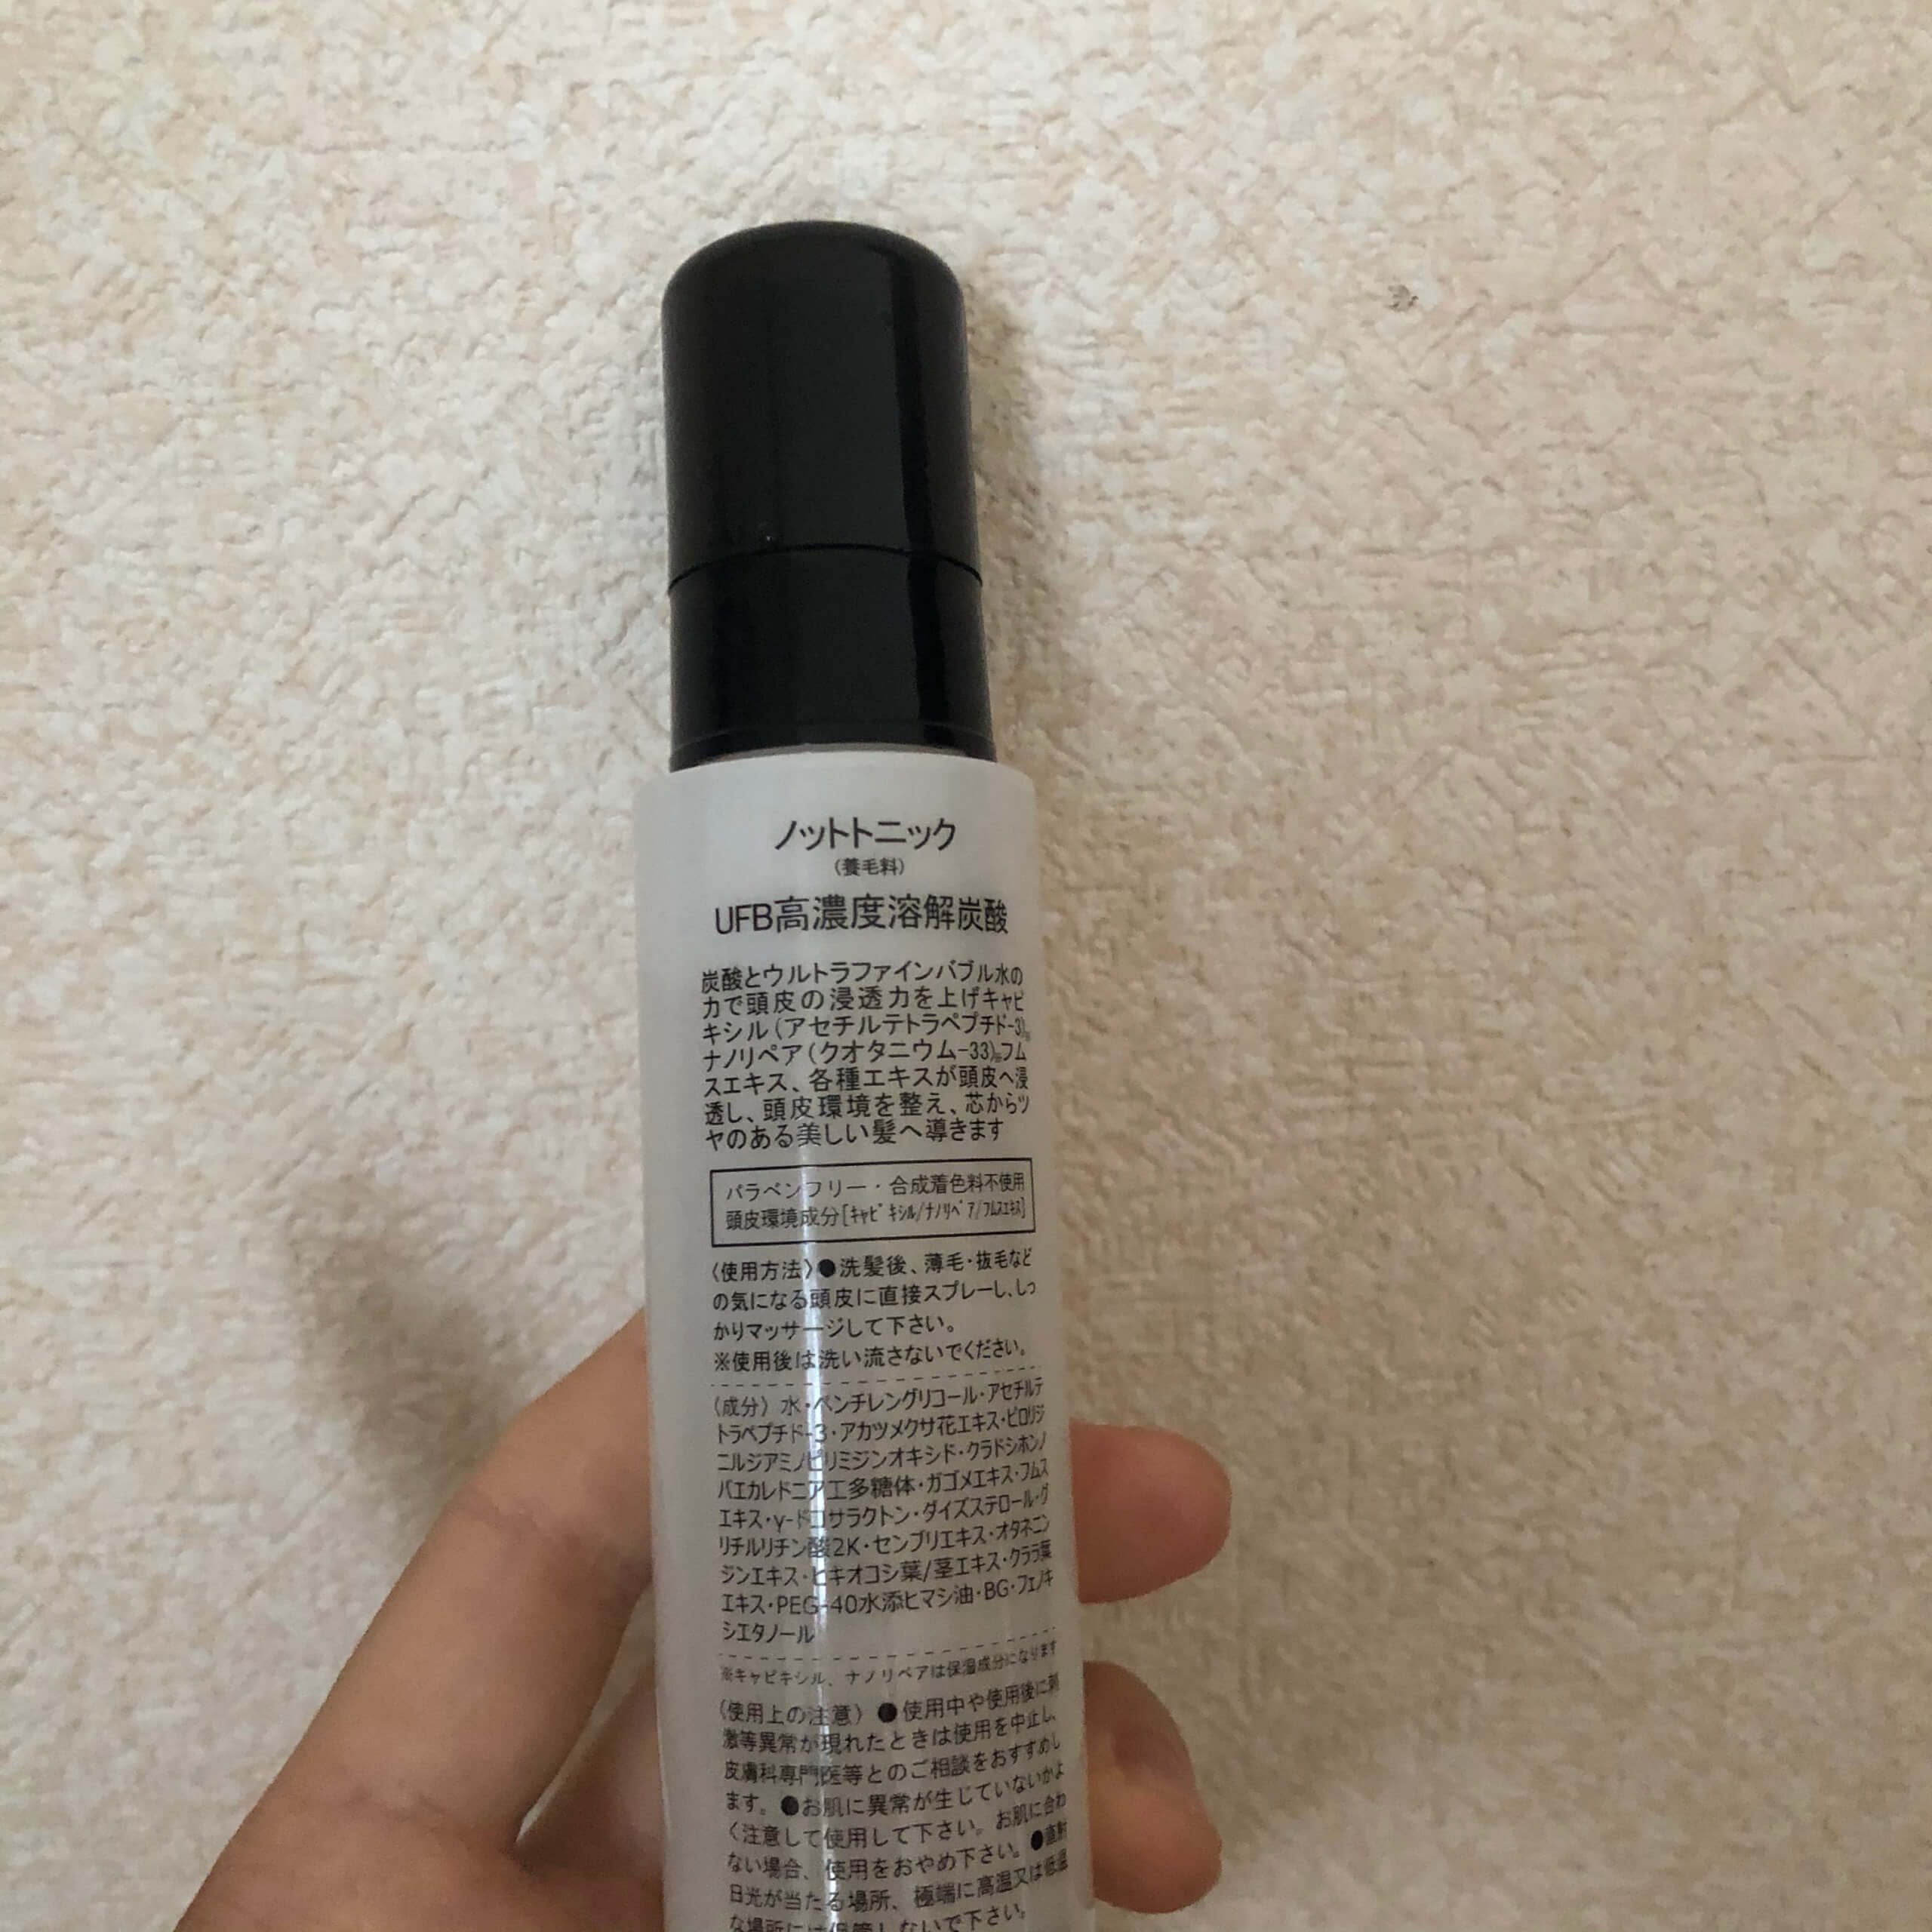 ノットトニック
（養毛料）
UFB高濃度溶解炭酸
炭酸とウルトラファインバブル水の
力で頭皮の浸透力を上げキャピ
キシル（アセチルテトラペプチド-3)※
ナノリペア（クオタニウム-33)※フム
スエキス、各種エキスが頭皮へ浸
透し、頭皮環境を整え、芯からツ
ヤのある美しい髪へ導きます
パラベンフリー・合成着色料不使用
頭皮環境成分[キャピキシル/ナノリペア/フムスエキス]
〈使用方法〉●洗髪後、薄毛・抜毛など
の気になる頭皮に直接スプレーし、しっ
かりマッサージして下さい。
※使用後は洗い流さないでください。
〈成分〉水・ペンチレングリコール・アセチルテ
トラペプチド-3・アカツメクサ花エキス・ピロリジ
ニルジアミノピリミジンオキシド・クラドシホンノ
バエカレドニアエ多糖体・ガゴメエキス・フムス
エキス・γ-ドコサラクトン・ダイズステロール・グ
リチルリチン酸2K・センブリエキス・オタネニン
ジンエキス・ヒキオコシ葉/茎エキス・クララ葉
エキス・PEG-40水添ヒマシ油・BG・フェノキ
シエタノール
※キャピキシル、ナノリペアは保湿成分になります
〈使用上の注意〉●使用中や使用後に刺
激等異常が現れたときは使用を中止し、
皮膚科専門医等とのご相談をおすすめし
ます。●お肌に異常が生じていないかよ
く注意して使用して下さい。お肌に合わ
ない場合、使用をおやめ下さい。●直射
日光が当たる場所、極端に高温又は低温
な場所には保管しないで下さい。